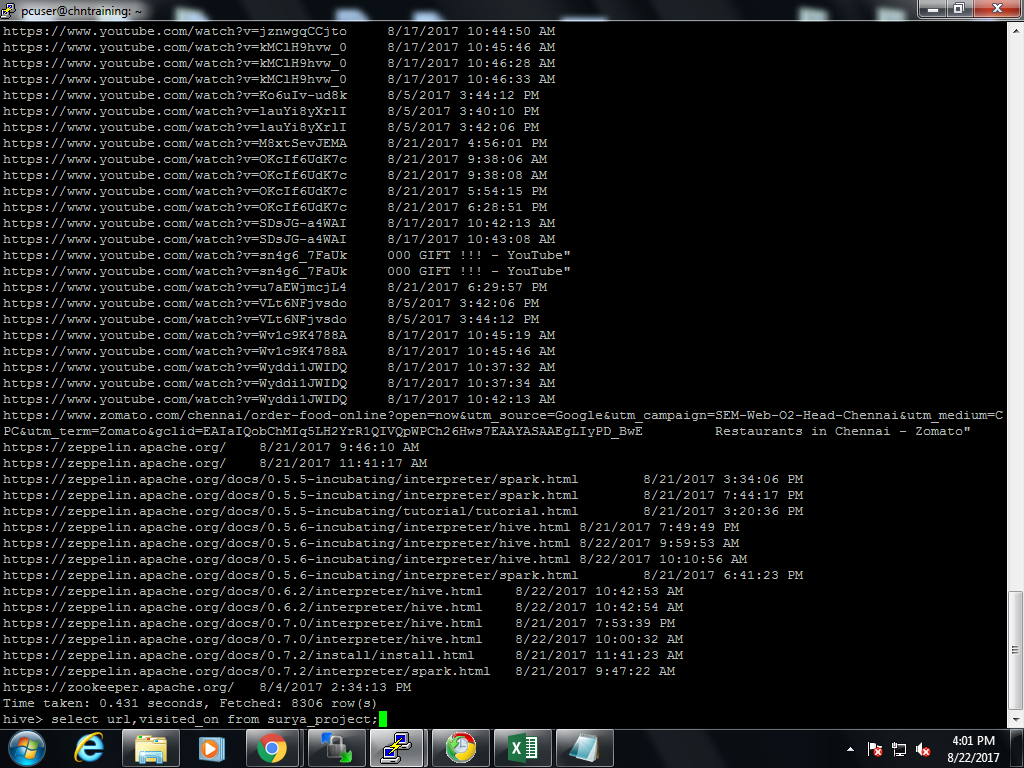 pcuser@chntraining: ~
https://www.youtube.com/watch?v=jznwgqCCjto 8/17/2017 10:44:50 AM
https://www.youtube.com/watch?v=kMClH9hvw_0 8/17/2017 10:45:46 AM
https://www.youtube.com/watch?v=kMClH9hvw_0 8/17/2017 10:46:28 AM
https://www.youtube.com/watch?v=kMClH9hvw_0 8/17/2017 10:46:33 AM
https://www.youtube.com/watch?v=Ko6uIv-ud8k 8/5/2017 3:44:12 PM
https://www.youtube.com/watch?v=lauYi8yXrlI 8/5/2017 3:40:10 PM
https://www.youtube.com/watch?v=lauYi8yXrlI 8/5/2017 3:42:06 PM
https://www.youtube.com/watch?v=M8xtSevJEMA 8/21/2017 4:56:01 PM
https://www.youtube.com/watch?v=OKcIf6UdK7c 8/21/2017 9:38:06 AM
https://www.youtube.com/watch?v=OKcIf6UdK7c 8/21/2017 9:38:08 AM
https://www.youtube.com/watch?v=OKcIf6UdK7c 8/21/2017 5:54:15 PM
https://www.youtube.com/watch?v=OKcIf6UdK7c 8/21/2017 6:28:51 PM
https://www.youtube.com/watch?v=SDsJG-a4WAI 8/17/2017 10:42:13 AM
https://www.youtube.com/watch?v=SDsJG-a4WAI 8/17/2017 10:43:08 AM
https://www.youtube.com/watch?v=sn4g6_7FaUk 000 GIFT !!! - YouTube"
https://www.youtube.com/watch?v=sn4g6_7FaUk 000 GIFT !!! - YouTube"
https://www.youtube.com/watch?v=u7aEWjmcjL4 8/21/2017 6:29:57 PM
https://www.youtube.com/watch?v=VLt6NFjvsdo 8/5/2017 3:42:06 PM
https://www.youtube.com/watch?v=VLt6NFjvsdo 8/5/2017 3:44:12 PM
https://www.youtube.com/watch?v=Wv1c9K4788A 8/17/2017 10:45:19 AM
https://www.youtube.com/watch?v=Wv1c9K4788A 8/17/2017 10:45:46 AM
https://www.youtube.com/watch?v=Wyddi1JWIDQ 8/17/2017 10:37:32 AM
https://www.youtube.com/watch?v=Wyddi1JWIDQ 8/17/2017 10:37:34 AM
https://www.youtube.com/watch?v=Wyddi1JWIDQ 8/17/2017 10:42:13 AM
https://www.zomato.com/chennai/order-food-online?open=now&utm_source=Google&utm_campaign=SEM-Web-O2-Head-Chennai&utm_medium=C
PC&utm_term=Zomato&gclid=EAIaIQobChMIq5LH2YrR1QIVQpWPCh26Hws7EAAYASAAEgLIyPD_BwE Restaurants in Chennai - Zomato"
https://zeppelin.apache.org/ 8/21/2017 9:46:10 AM
https://zeppelin.apache.org/ 8/21/2017 11:41:17 AM
https://zeppelin.apache.org/docs/0.5.5-incubating/interpreter/spark.html 8/21/2017 3:34:06 PM
https://zeppelin.apache.org/docs/0.5.5-incubating/interpreter/spark.html 8/21/2017 7:44:17 PM
https://zeppelin.apache.org/docs/0.5.5-incubating/tutorial/tutorial.html 8/21/2017 3:20:36 PM
https://zeppelin.apache.org/docs/0.5.6-incubating/interpreter/hive.html 8/21/2017 7:49:49 PM
https://zeppelin.apache.org/docs/0.5.6-incubating/interpreter/hive.html 8/22/2017 9:59:53 AM
https://zeppelin.apache.org/docs/0.5.6-incubating/interpreter/hive.html 8/22/2017 10:10:56 AM
https://zeppelin.apache.org/docs/0.5.6-incubating/interpreter/spark.html 8/21/2017 6:41:23 PM
https://zeppelin.apache.org/docs/0.6.2/interpreter/hive.html 8/22/2017 10:42:53 AM
https://zeppelin.apache.org/docs/0.6.2/interpreter/hive.html 8/22/2017 10:42:54 AM
https://zeppelin.apache.org/docs/0.7.0/interpreter/hive.html 8/21/2017 7:53:39 PM
https://zeppelin.apache.org/docs/0.7.0/interpreter/hive.html 8/22/2017 10:00:32 AM
https://zeppelin.apache.org/docs/0.7.2/install/install.html 8/21/2017 11:41:23 AM
https://zeppelin.apache.org/docs/0.7.2/interpreter/spark.html 8/21/2017 9:47:22 AM
https://zookeeper.apache.org/ 8/4/2017 2:34:13 PM
Time taken: 0.431 seconds, Fetched: 8306 row(s)
hive> select url,visited_on from surya_project;
4:01 PM
8/22/2017